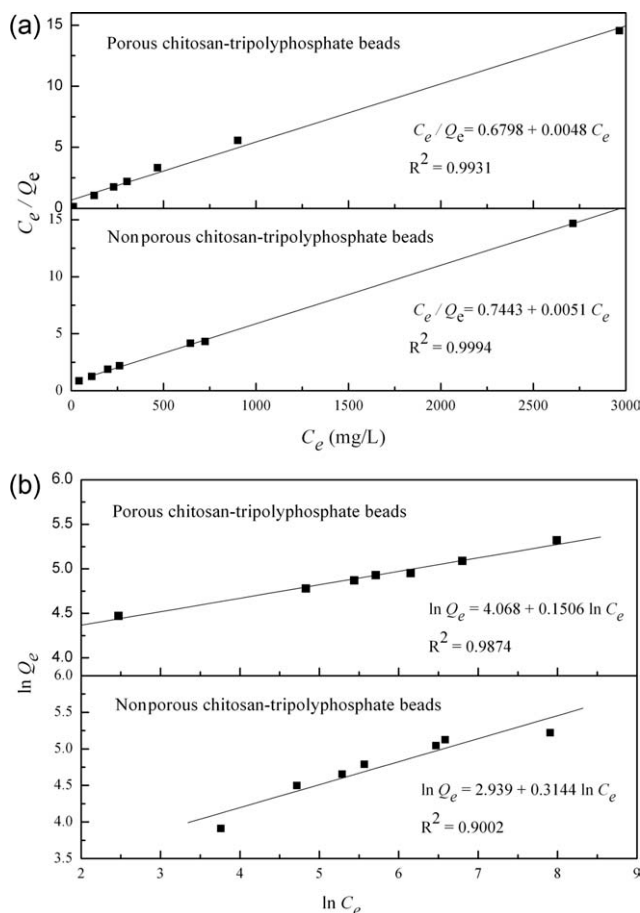 (a)
15
Porous chitosan-tripolyphosphate beads
10
C_e / Q_e = 0.6798 + 0.0048 C_e
5
R^2 = 0.9931
0
C_e / Q_e
15
Nonporous chitosan-tripolyphosphate beads
10
C_e / Q_e = 0.7443 + 0.0051 C_e
5
R^2 = 0.9994
0
0 500 1000 1500 2000 2500 3000
C_e (mg/L)
(b)
6.0
Porous chitosan-tripolyphosphate beads
5.5
5.0
4.5
ln Q_e = 4.068 + 0.1506 ln C_e
R^2 = 0.9874
4.0
ln Q_e
6.0
Nonporous chitosan-tripolyphosphate beads
5.5
5.0
4.5
ln Q_e = 2.939 + 0.3144 ln C_e
4.0
R^2 = 0.9002
3.5
2 3 4 5 6 7 8 9
ln C_e